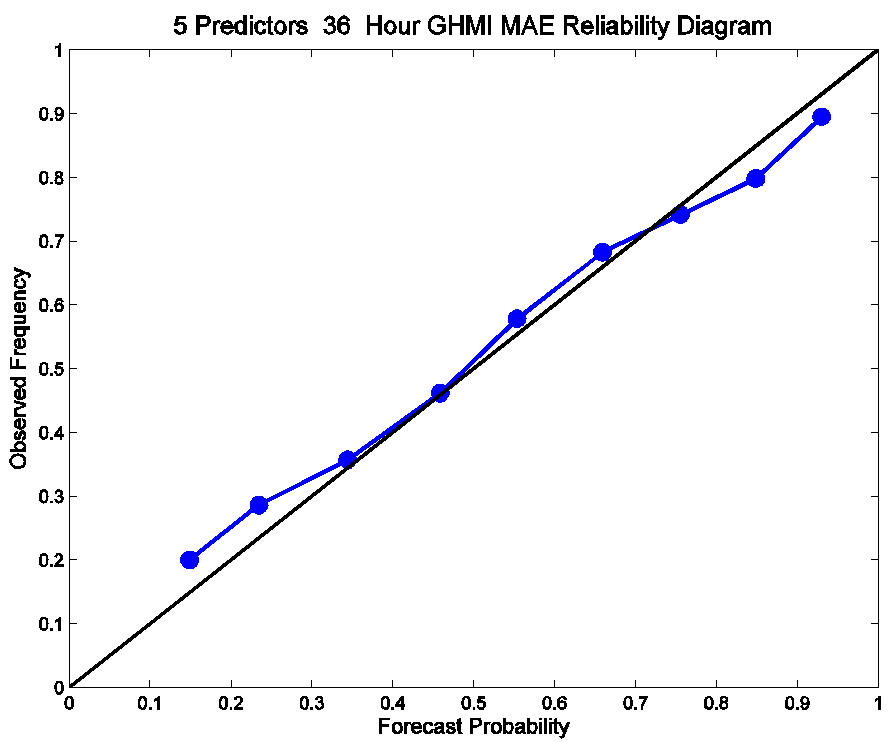 5 Predictors  36  Hour GHMI MAE Reliability Diagram
1
0.9
0.8
0.7
0.6
0.5
0.4
0.3
0.2
0.1
0
Observed Frequency
0 0.1 0.2 0.3 0.4 0.5 0.6 0.7 0.8 0.9 1
Forecast Probability